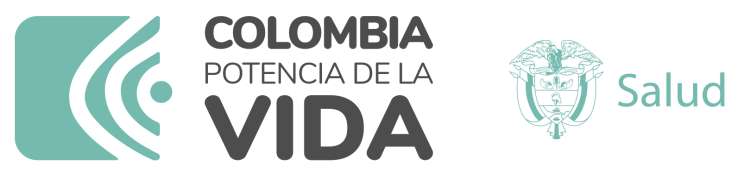 COLOMBIA
POTENCIA DE LA
VIDA
Salud